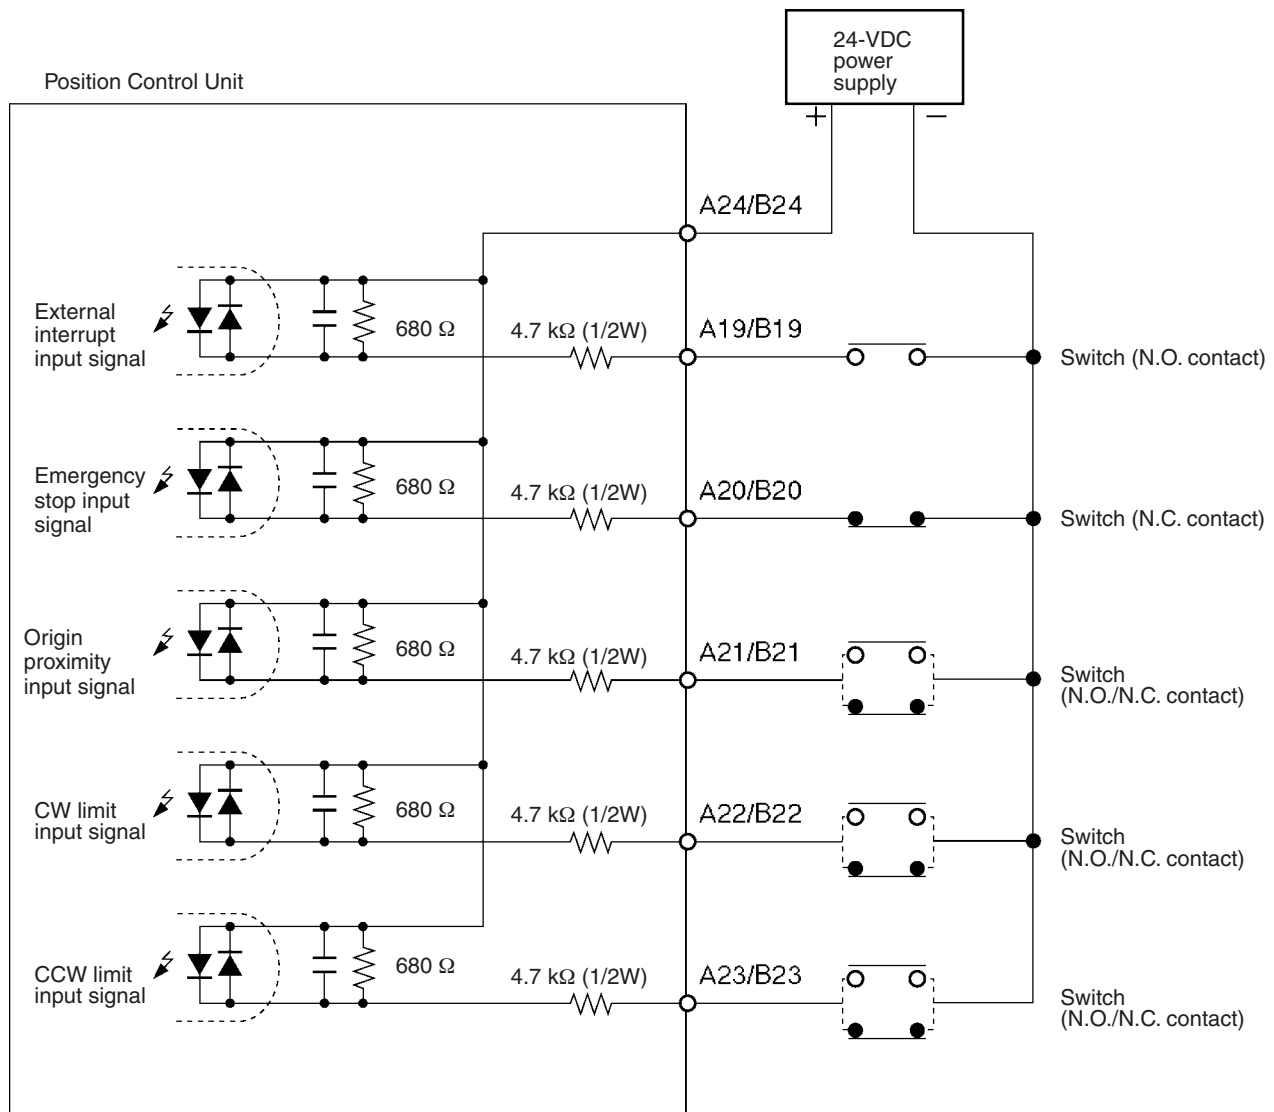 24-VDC
power
supply
Position Control Unit
+
−
A24/B24
External
interrupt
input signal
680 Ω
4.7 kΩ (1/2W)
A19/B19
Switch (N.O. contact)
Emergency
stop input
signal
680 Ω
4.7 kΩ (1/2W)
A20/B20
Switch (N.C. contact)
Origin
proximity
input signal
680 Ω
4.7 kΩ (1/2W)
A21/B21
Switch
(N.O./N.C. contact)
CW limit
input signal
680 Ω
4.7 kΩ (1/2W)
A22/B22
Switch
(N.O./N.C. contact)
CCW limit
input signal
680 Ω
4.7 kΩ (1/2W)
A23/B23
Switch
(N.O./N.C. contact)